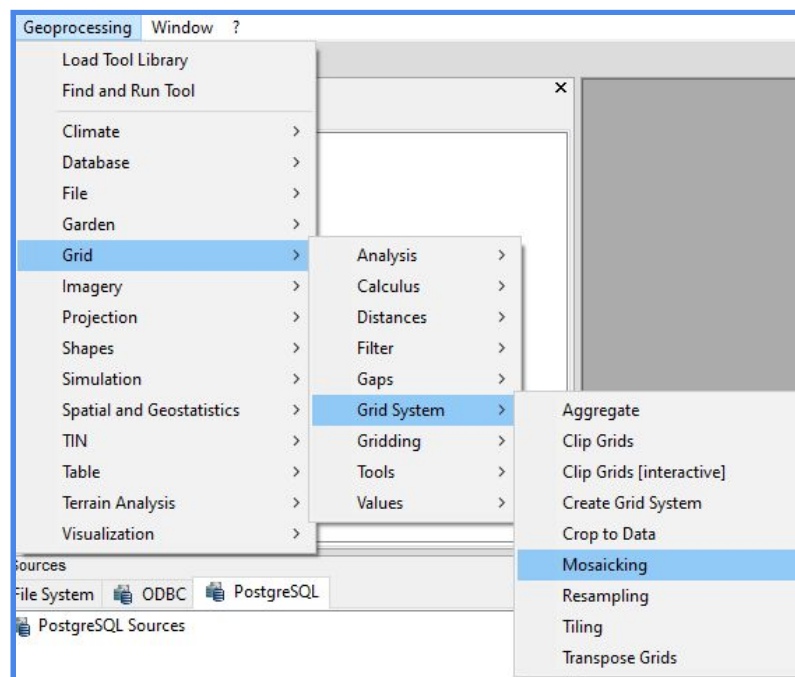 Geoprocessing Window ?
Load Tool Library
Find and Run Tool
Climate
Database
File
Garden
Grid
Imagery
Projection
Shapes
Simulation
Spatial and Geostatistics
TIN
Table
Terrain Analysis
Visualization
Analysis
Calculus
Distances
Filter
Gaps
Grid System
Gridding
Tools
Values
Aggregate
Clip Grids
Clip Grids [interactive]
Create Grid System
Crop to Data
Mosaicking
Resampling
Tiling
Transpose Grids
Sources
File System ODBC PostgreSQL
PostgreSQL Sources